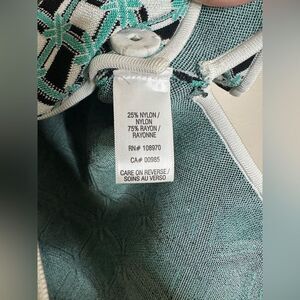 25% NYLON /
NYLON
75% RAYON /
RAYONNE
RN# 108970
CA# 00985
CARE ON REVERSE /
SOINS AU VERSO